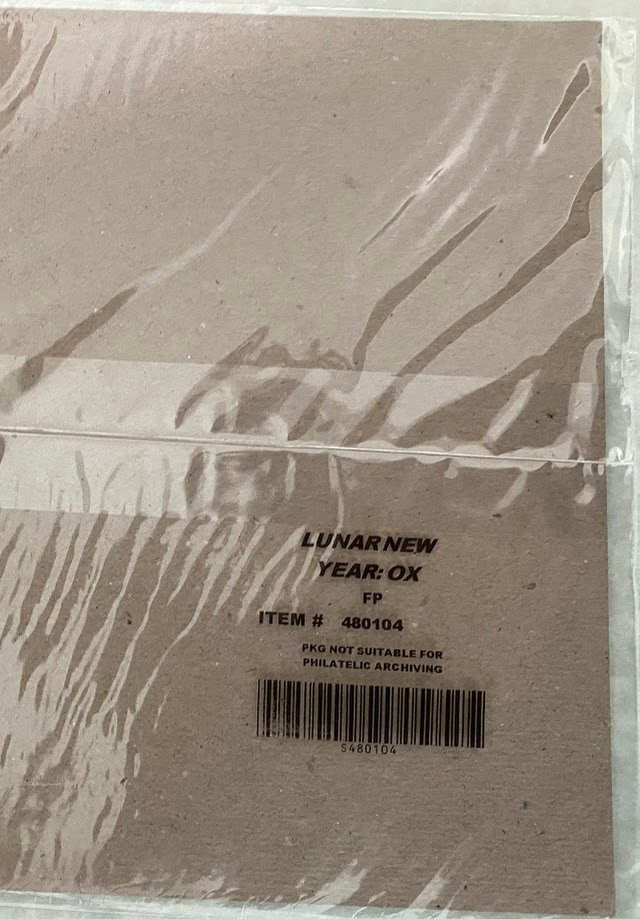 LUNAR NEW
YEAR: OX
FP
ITEM # 480104
PKG NOT SUITABLE FOR
PHILATELIC ARCHIVING
S480104